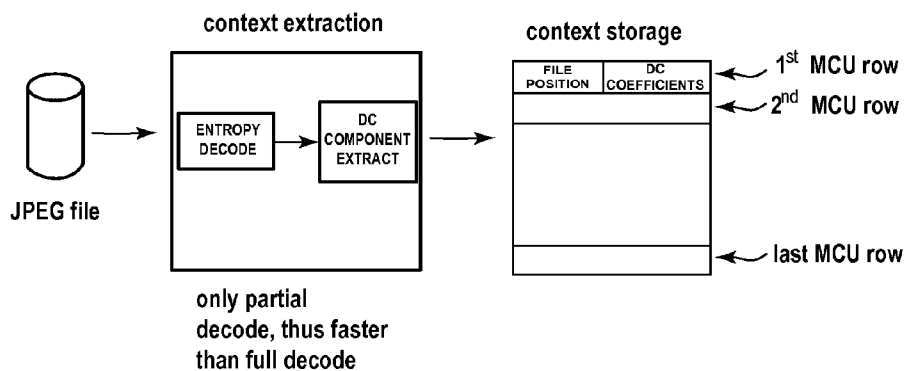 context extraction
context storage
FILE
POSITION
DC
COEFFICIENTS
1st MCU row
2nd MCU row
ENTROPY
DECODE
DC
COMPONENT
EXTRACT
JPEG file
last MCU row
only partial
decode, thus faster
than full decode